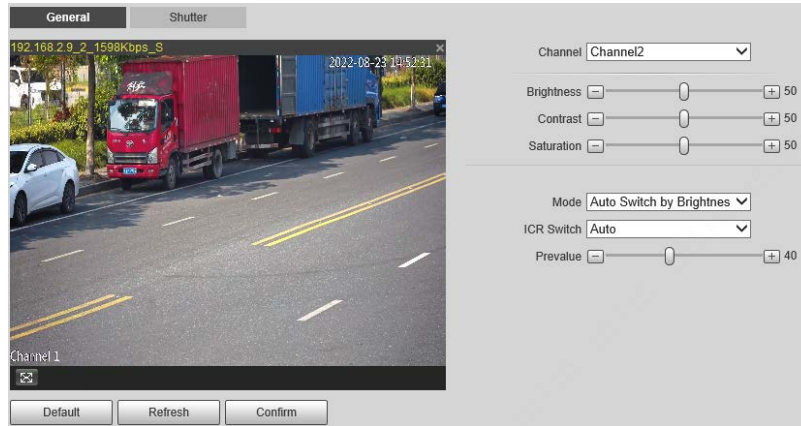 General
Shutter
192.168.2.9_2_1598Kbps_S
2022-08-23 14:52:31
Channel 1
Default
Refresh
Confirm
Channel Channel2
Brightness 50
Contrast 50
Saturation 50
Mode Auto Switch by Brightnes
ICR Switch Auto
Prevalue 40